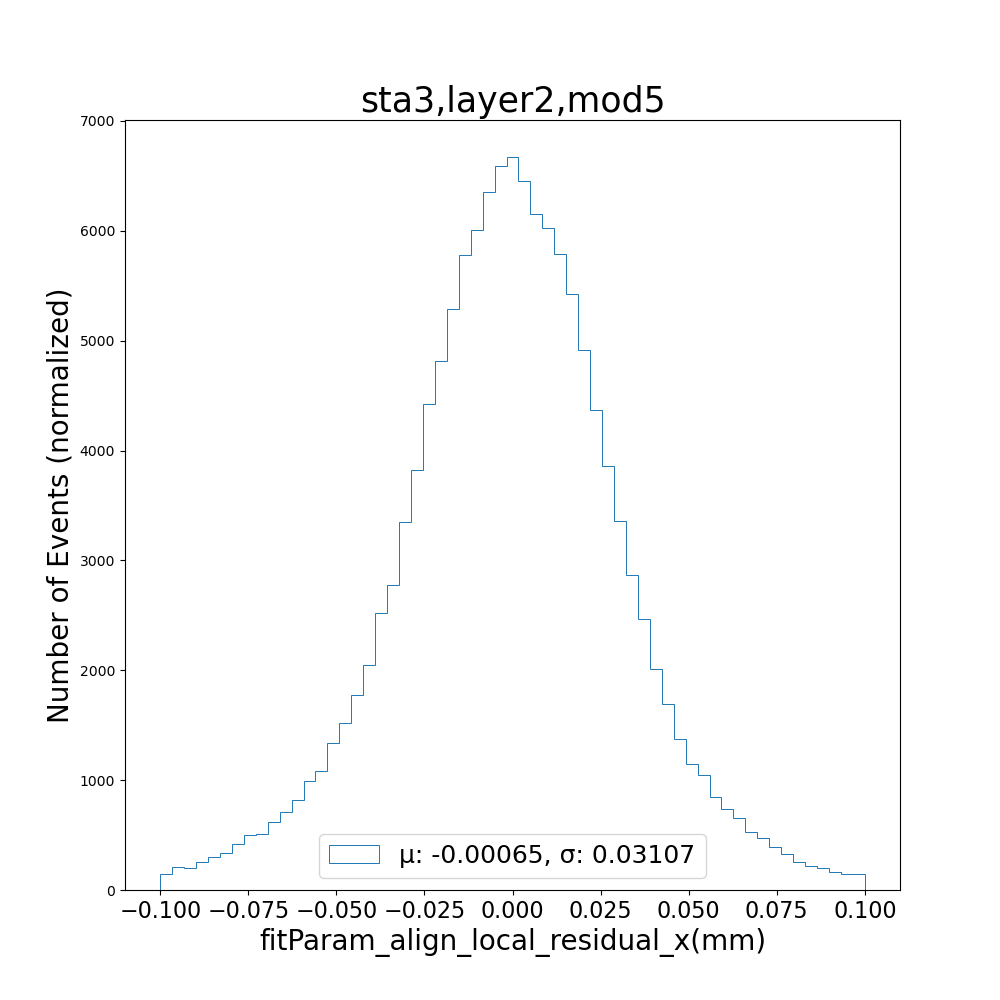 sta3,layer2,mod5
7000
6000
5000
4000
3000
2000
1000
0
Number of Events (normalized)
μ: -0.00065, σ: 0.03107
−0.100 −0.075 −0.050 −0.025 0.000 0.025 0.050 0.075 0.100
fitParam_align_local_residual_x(mm)